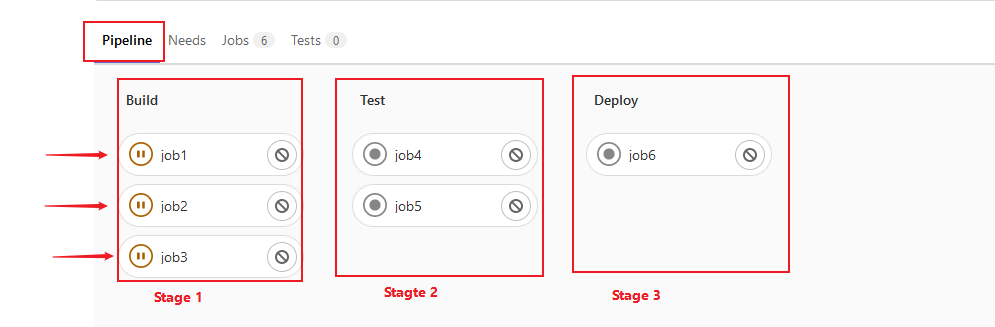 Pipeline Needs Jobs 6 Tests 0
Build Test Deploy
job1 job4 job6
job2 job5
job3
Stage 1 Stagte 2 Stage 3